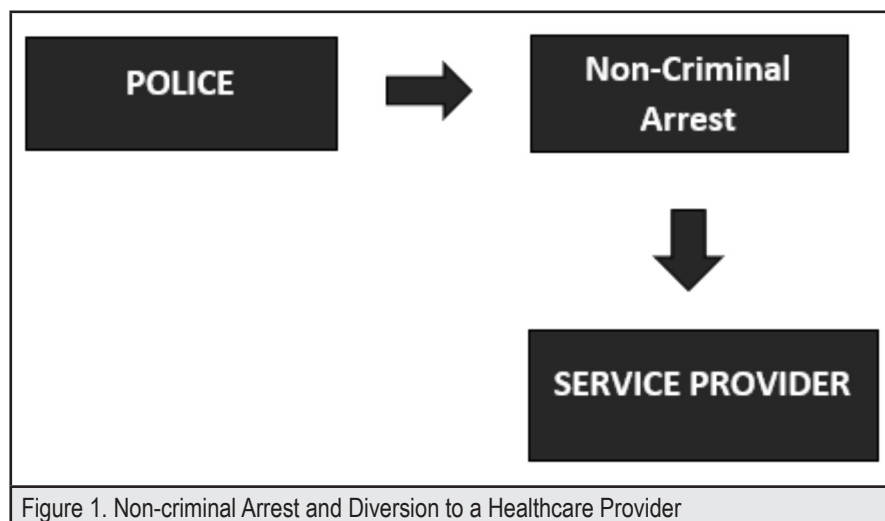 POLICE
Non-Criminal
Arrest
SERVICE PROVIDER
Figure 1. Non-criminal Arrest and Diversion to a Healthcare Provider